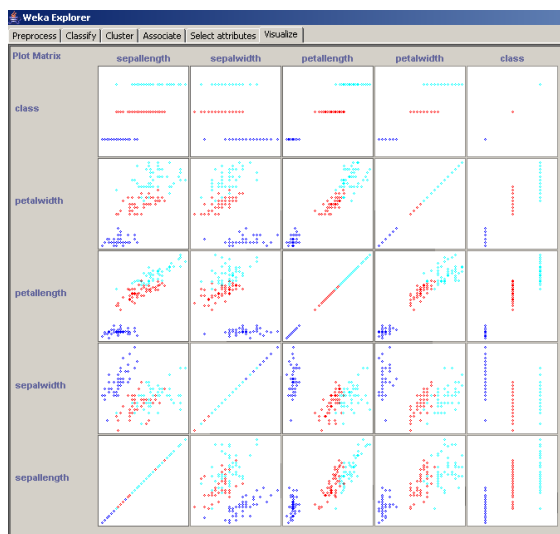 Weka Explorer
Preprocess Classify Cluster Associate Select attributes Visualize
Plot Matrix sepallength sepalwidth petallength petalwidth class
class
petalwidth
petallength
sepalwidth
sepallength